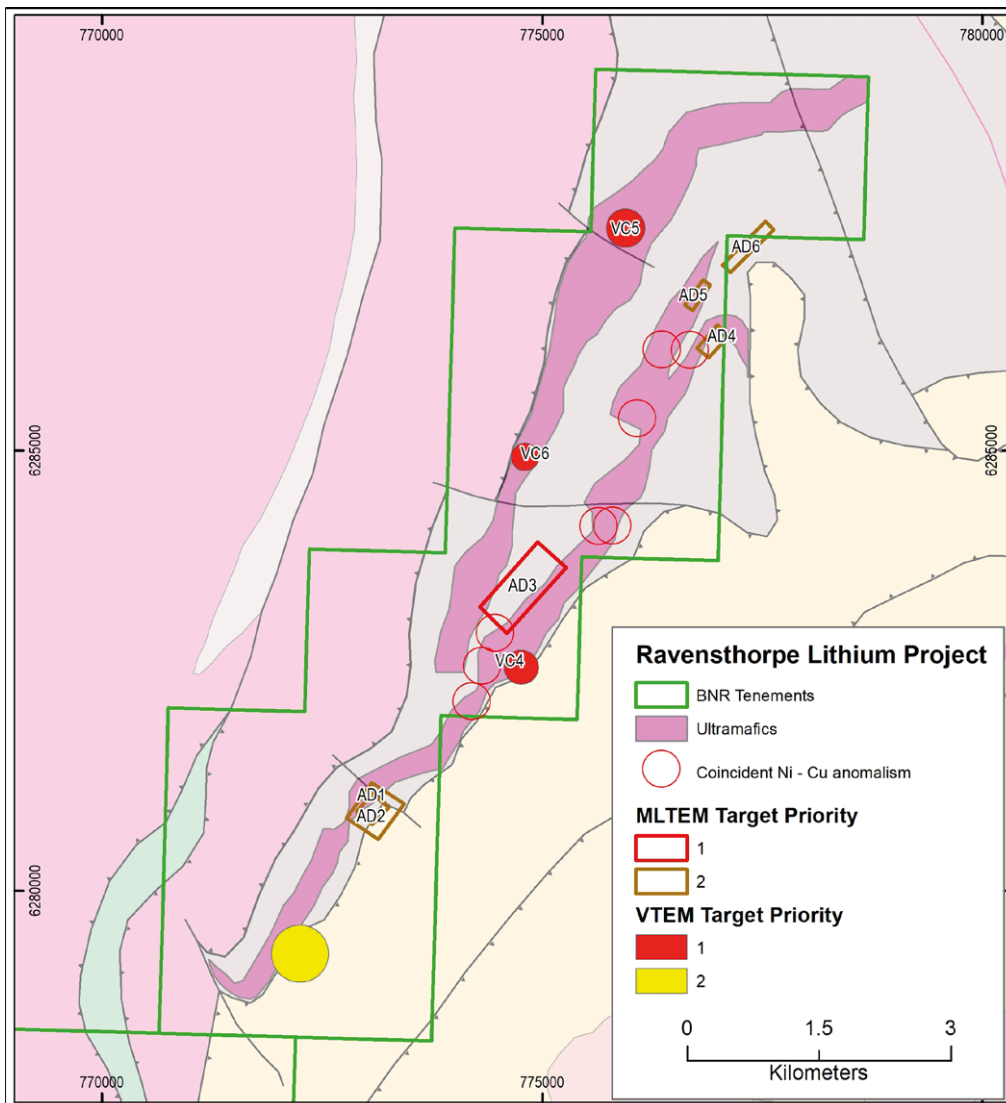 770000
775000
780000
VC5
AD6
AD5
AD4
6285000
6285000
VC6
AD3
VC4
AD1
AD2
6280000
770000
775000
Ravensthorpe Lithium Project
BNR Tenements
Ultramafics
Coincident Ni - Cu anomalism
MLTEM Target Priority
1
2
VTEM Target Priority
1
2
0
1.5
3
Kilometers